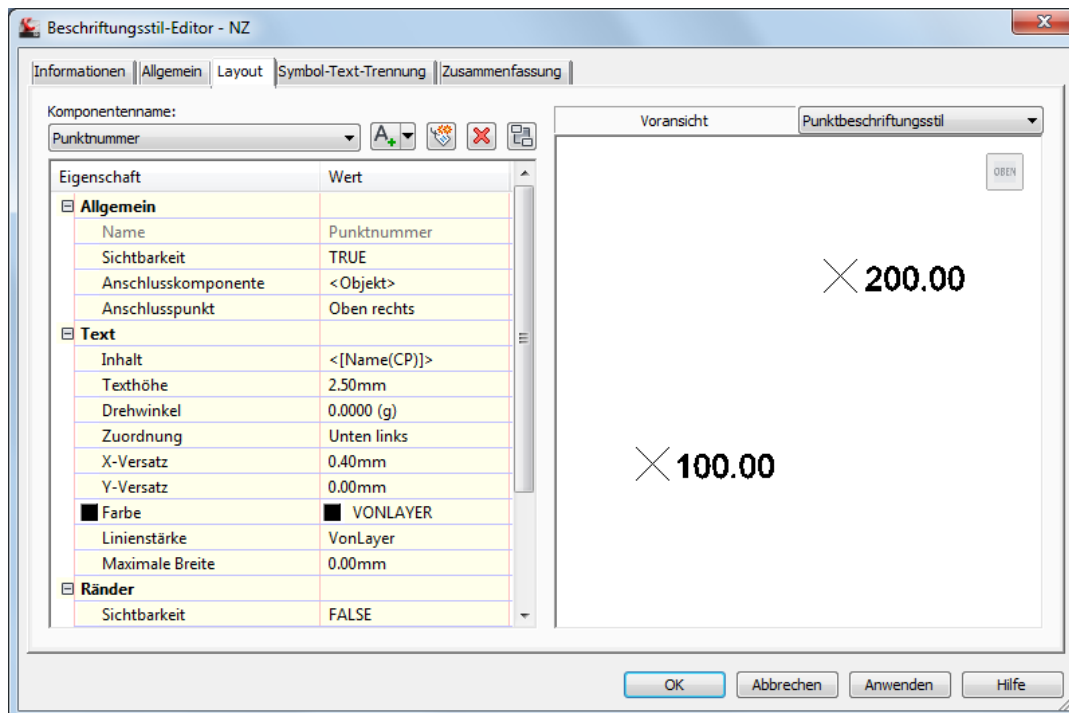 Beschriftungsstil-Editor - NZ
Informationen Allgemein Layout Symbol-Text-Trennung Zusammenfassung
Komponentenname:
Punktnummer
Eigenschaft Wert
Allgemein
Name Punktnummer
Sichtbarkeit TRUE
Anschlusskomponente <Objekt>
Anschlusspunkt Oben rechts
Text
Inhalt <[Name(CP)]>
Texthöhe 2.50mm
Drehwinkel 0.0000 (g)
Zuordnung Unten links
X-Versatz 0.40mm
Y-Versatz 0.00mm
Farbe VONLAYER
Linienstärke VonLayer
Maximale Breite 0.00mm
Ränder
Sichtbarkeit FALSE
Voransicht Punktbeschriftungsstil
OBEN
200.00
100.00
OK Abbrechen Anwenden Hilfe